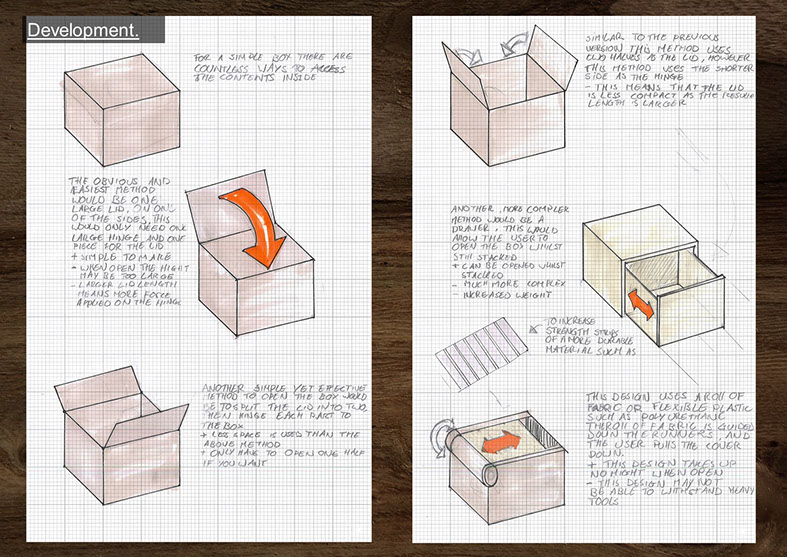 Development.
FOR A SIMPLE BOX THERE ARE
COUNTLESS WAYS TO ACCESS
THE CONTENTS INSIDE
THE OBVIOUS AND
EASIEST METHOD
WOULD BE ONE
LARGE LID, ON ONE
OF THE SIDES, THIS
WOULD ONLY NEED ONE
LARGE HINGE AND ONE
PIECE FOR THE LID
+ SIMPLE TO MAKE
- WHEN OPEN THE HIGHT
MAY BE TOO LARGE
- LARGER LID LENGTH
MEANS MORE FORCE
APPLIED ON THE HINGE
ANOTHER SIMPLE YET EFFECTIVE
METHOD TO OPEN THE BOX WOULD
BE TO SPLIT THE LID INTO TWO,
THEN HINGE EACH PART TO
THE BOX
+ LESS SPACE IS USED THAN THE
ABOVE METHOD
+ ONLY HAVE TO OPEN ONE HALF
IF YOU WANT
SIMILAR TO THE PREVIOUS
VERSION THIS METHOD USES
TWO HALVES AS THE LID, HOWEVER
THIS METHOD USES THE SHORTER
SIDE AS THE HINGE
- THIS MEANS THAT THE LID
IS LESS COMPACT AS THE
LENGTH IS LARGER
ANOTHER, MORE COMPLEX
METHOD WOULD BE A
DRAWER, THIS WOULD
ALLOW THE USER TO
OPEN THE BOX WHILST
STILL STACKED
+ CAN BE OPENED WHILST
STACKED
- MUCH MORE COMPLEX
- INCREASED WEIGHT
TO INCREASE
STRENGTH STRIPS
OF A MORE DURABLE
MATERIAL SUCH AS
THIS DESIGN USES A ROLL OF
FABRIC OR FLEXIBLE PLASTIC
SUCH AS POLYURETHANE
ROLL OF FABRIC IS GUIDED
DOWN THE RUNNERS, AND
THE USER PULLS THE COVER
DOWN.
+ THIS DESIGN TAKES UP
NO HIGHT WHEN OPEN
- THIS DESIGN MAY NOT
BE ABLE TO WITHSTAND HEAVY
TOOLS